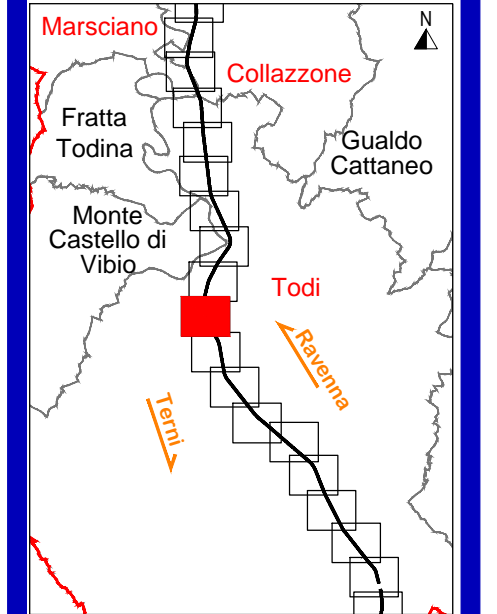 Marsciano
N
Collazzone
Fratta
Todina
Gualdo
Cattaneo
Monte
Castello di
Vibio
Todi
Ravenna
Terni